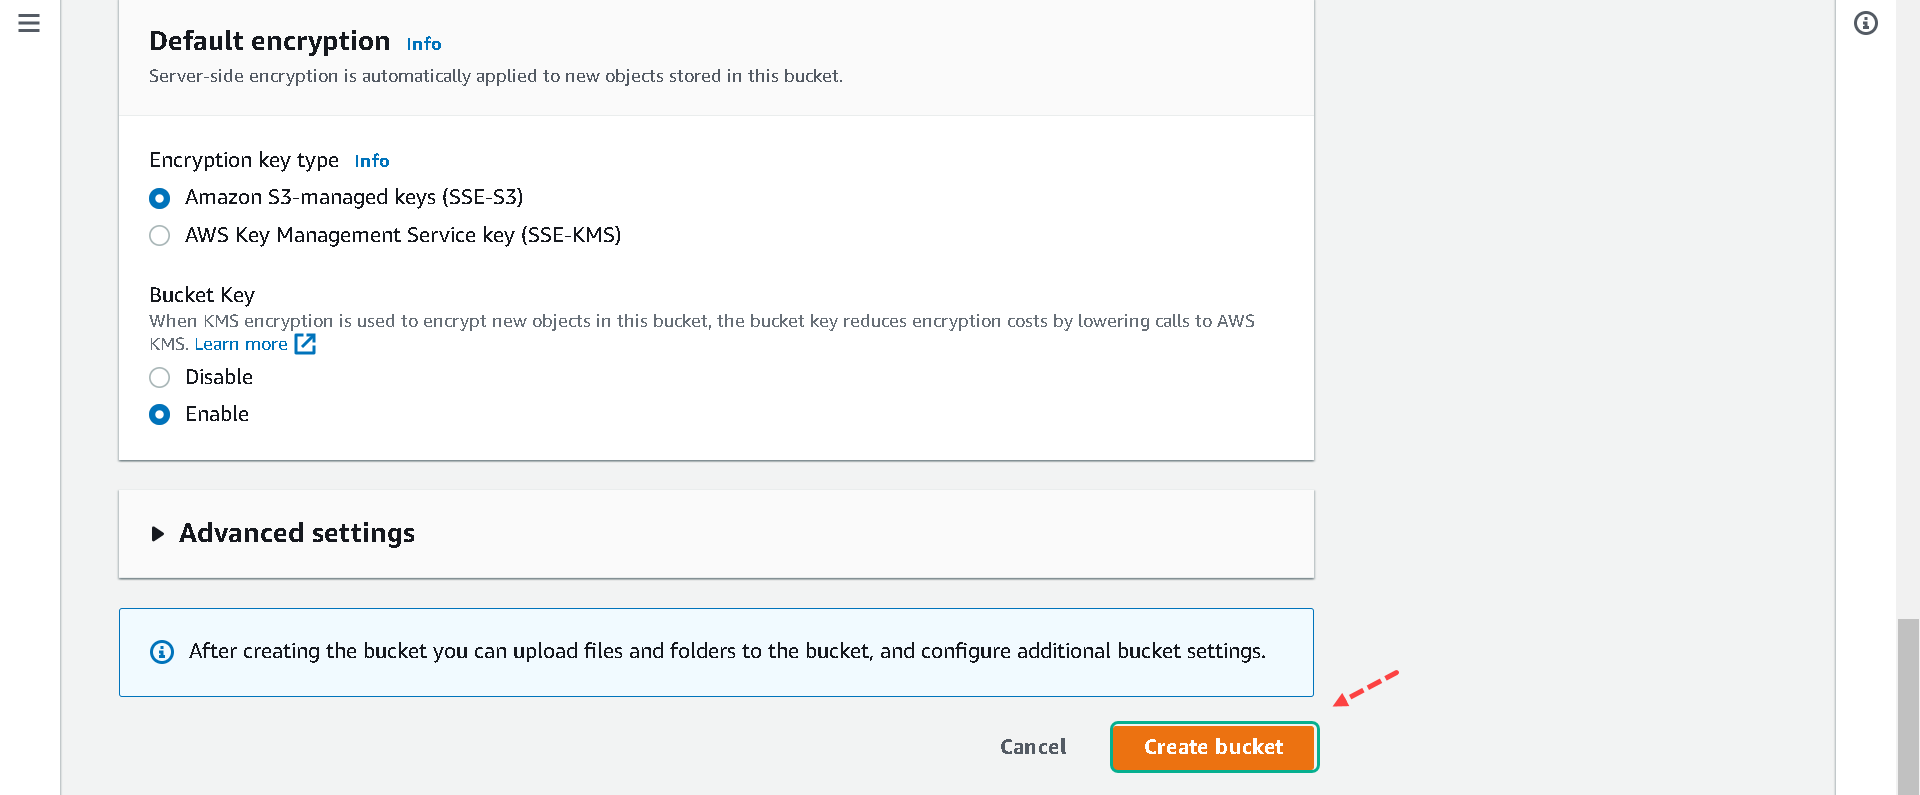 Default encryption Info
Server-side encryption is automatically applied to new objects stored in this bucket.
Encryption key type Info
Amazon S3-managed keys (SSE-S3)
AWS Key Management Service key (SSE-KMS)
Bucket Key
When KMS encryption is used to encrypt new objects in this bucket, the bucket key reduces encryption costs by lowering calls to AWS
KMS. Learn more
Disable
Enable
Advanced settings
After creating the bucket you can upload files and folders to the bucket, and configure additional bucket settings.
Cancel Create bucket